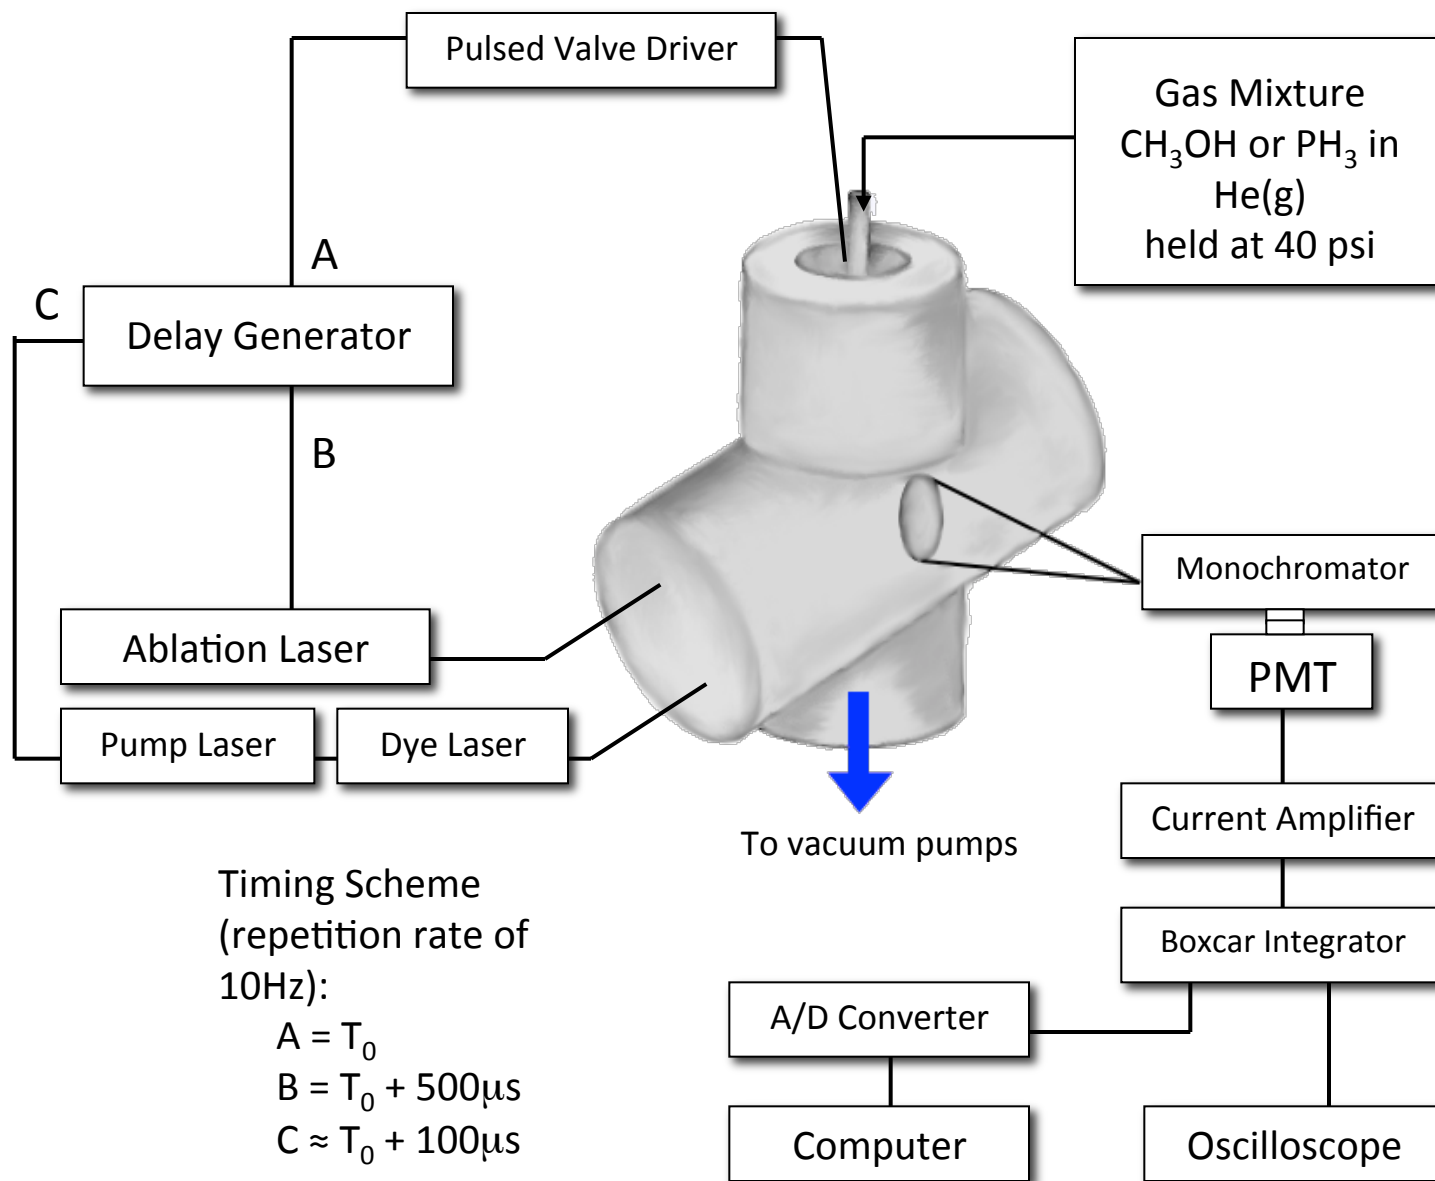 Pulsed Valve Driver
Gas Mixture
CH₃OH or PH₃ in
He(g)
held at 40 psi
A
C
Delay Generator
B
Monochromator
Ablation Laser
PMT
Pump Laser
Dye Laser
Current Amplifier
To vacuum pumps
Timing Scheme
(repetition rate of
10Hz):
A = T₀
B = T₀ + 500μs
C ≈ T₀ + 100μs
Boxcar Integrator
A/D Converter
Computer
Oscilloscope